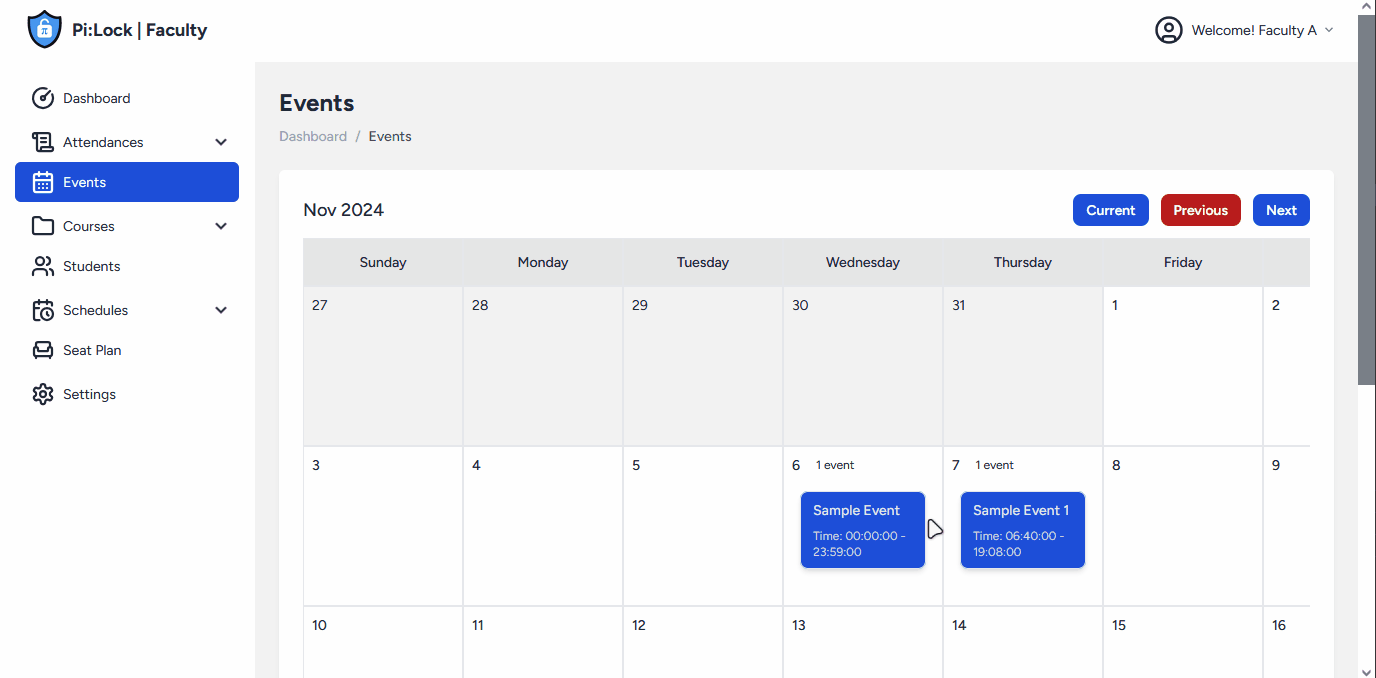 Pi:Lock | Faculty
Welcome! Faculty A
Dashboard
Attendances
Events
Courses
Students
Schedules
Seat Plan
Settings
Events
Dashboard / Events
Nov 2024
Current Previous Next
Sunday Monday Tuesday Wednesday Thursday Friday
27 28 29 30 31 1 2
3 4 5 6 1 event 7 1 event 8 9
Sample Event
Time: 00:00:00 -
23:59:00
Sample Event 1
Time: 06:40:00 -
19:08:00
10 11 12 13 14 15 16